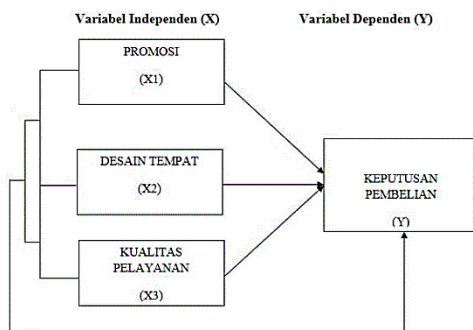 Variabel Independen (X)
Variabel Dependen (Y)
PROMOSI
(X1)
DESAIN TEMPAT
(X2)
KUALITAS
PELAYANAN
(X3)
KEPUTUSAN
PEMBELIAN
(Y)